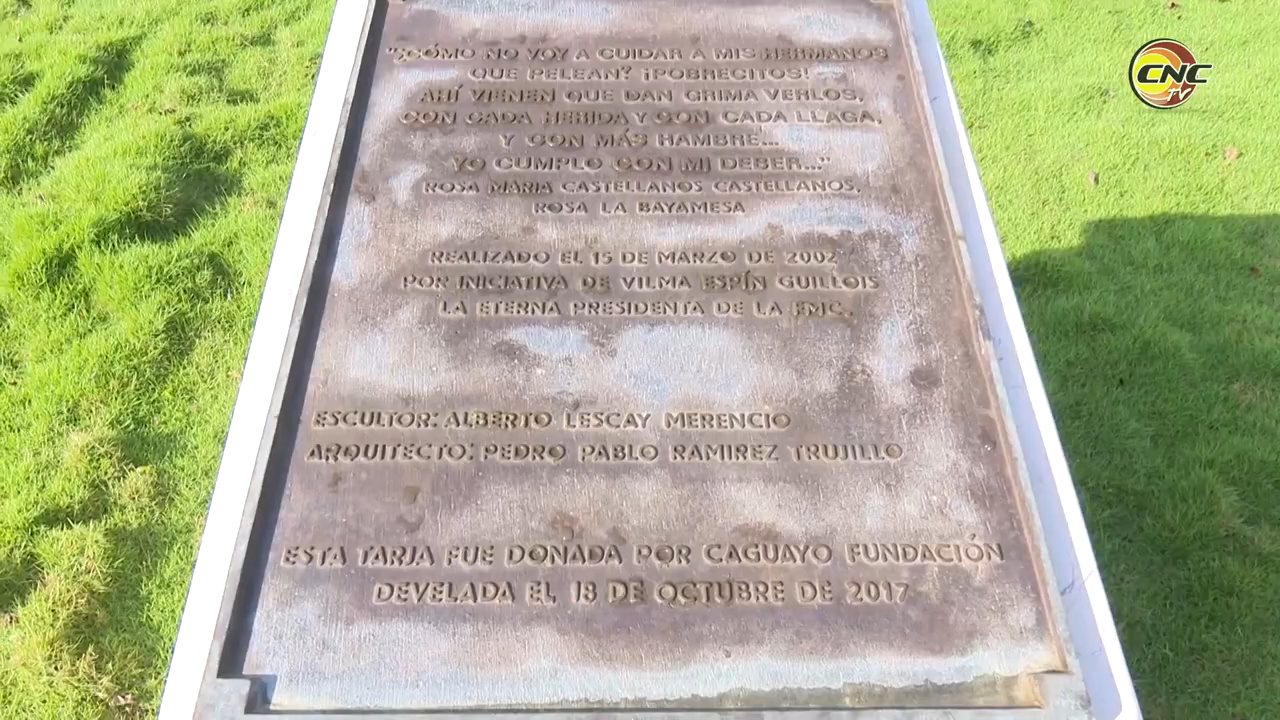 "¡CÓMO NO VOY A CUIDAR A MIS HERMANOS
QUE PELEAN? ¡POBRECITOS!
AHÍ VIENEN QUE DAN GRIMA VERLOS,
CON CADA HERIDA Y CON CADA LLAGA,
Y CON MÁS HAMBRE...
YO CUMPLO CON MI DEBER..."
ROSA MARIA CASTELLANOS CASTELLANOS,
ROSA LA BAYAMESA
REALIZADO EL 15 DE MARZO DE 2002
POR INICIATIVA DE VILMA ESPÍN GUILLOIS
LA ETERNA PRESIDENTA DE LA FMC.
ESCULTOR: ALBERTO LESCAY MERENCIO
ARQUITECTO: PEDRO PABLO RAMIREZ TRUJILLO
ESTA TARJA FUE DONADA POR CAGUAYO FUNDACIÓN
DEVELADA EL 18 DE OCTUBRE DE 2017
CNC
TV